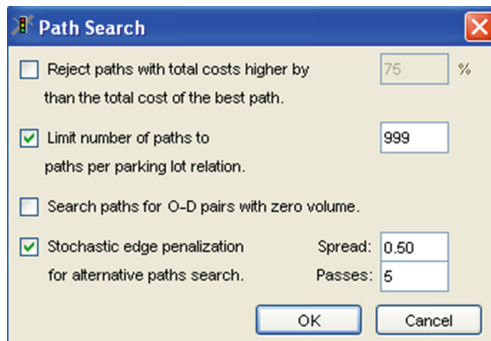 Path Search
Reject paths with total costs higher by 75 %
than the total cost of the best path.
Limit number of paths to 999
paths per parking lot relation.
Search paths for O-D pairs with zero volume.
Stochastic edge penalization Spread: 0.50
for alternative paths search. Passes: 5
OK Cancel